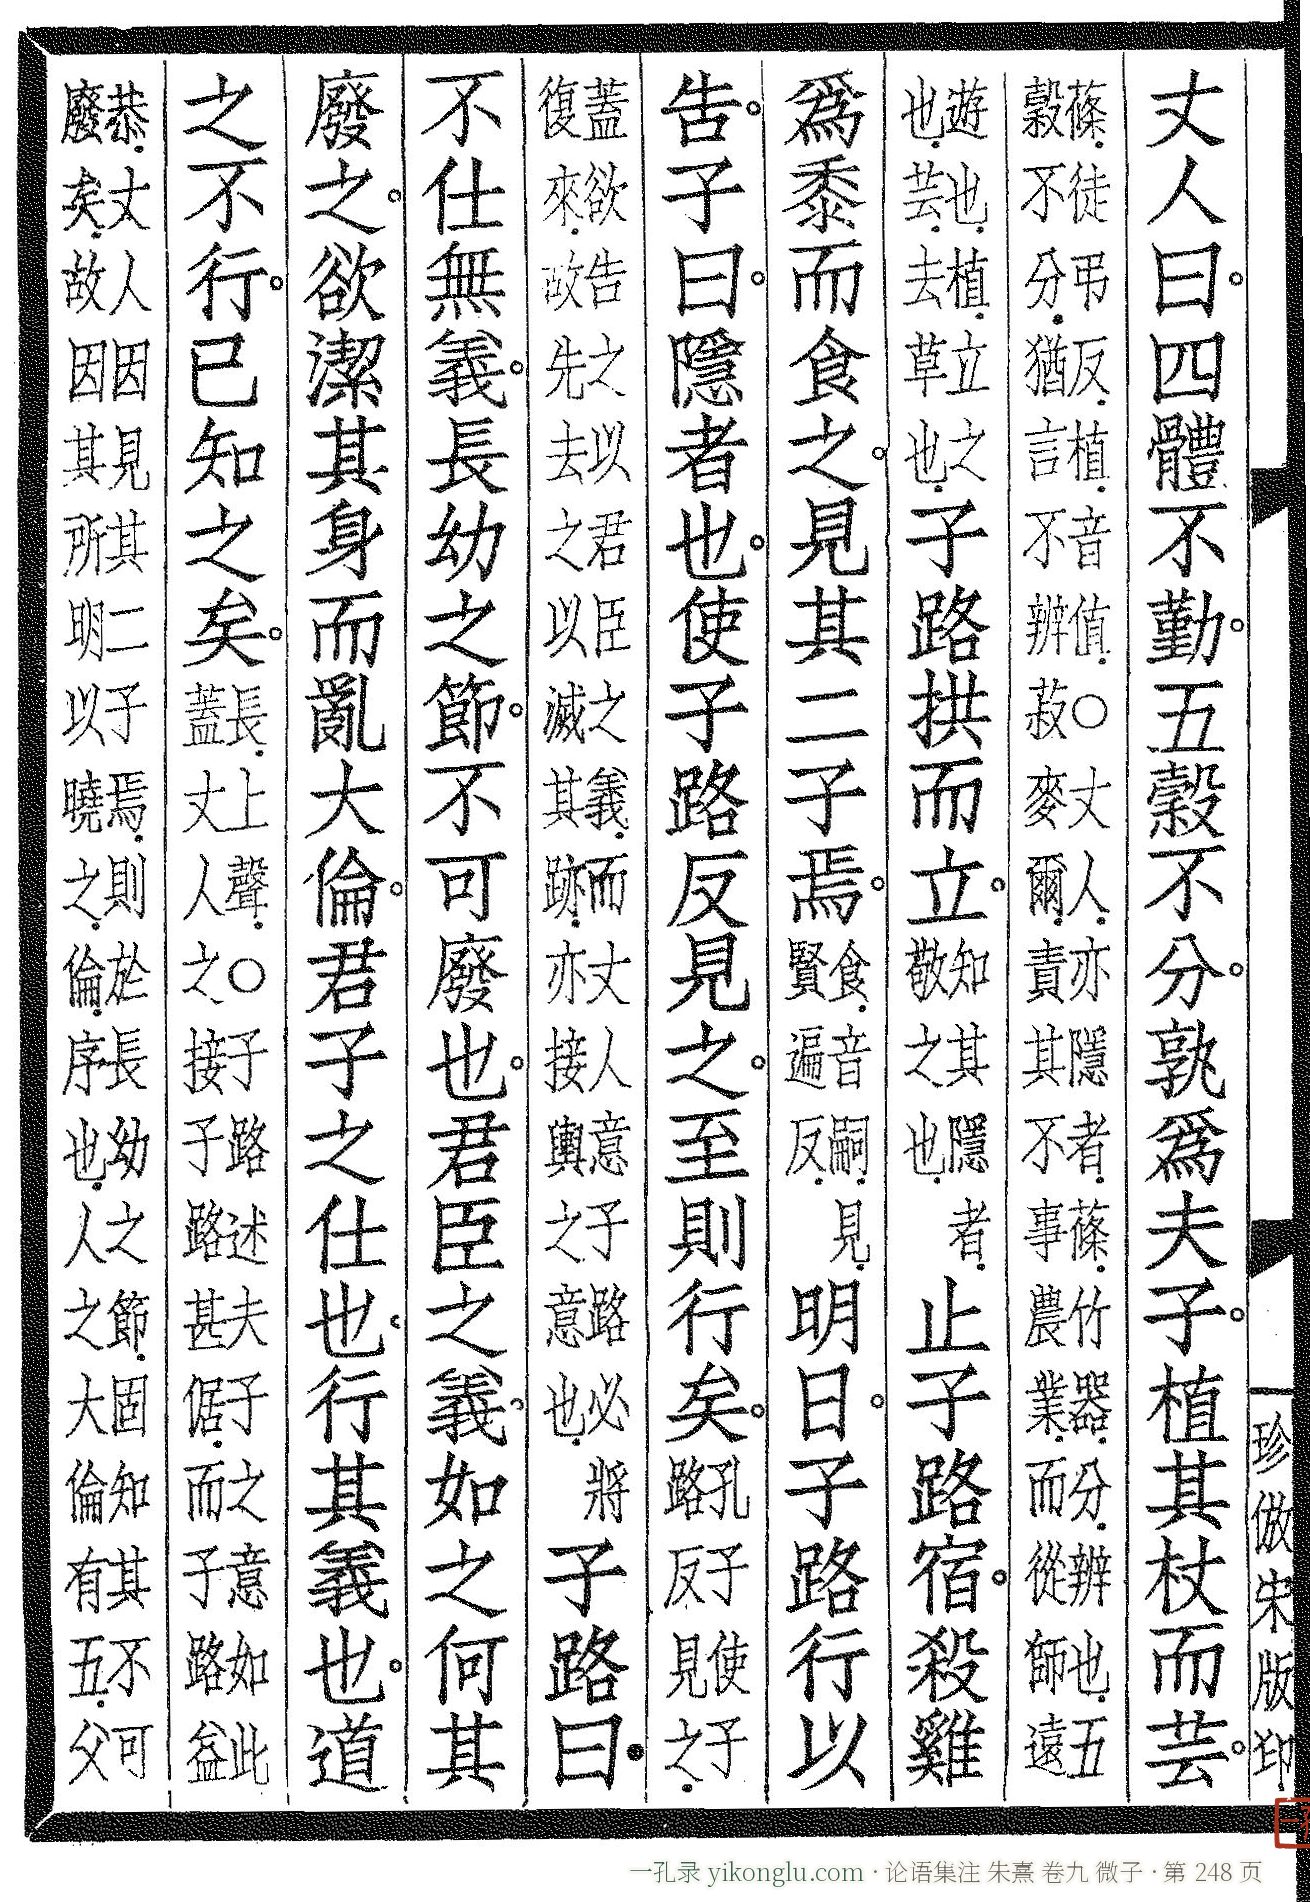 珍倣宋版印
丈人曰。四體不勤。五穀不分。孰爲夫子。植其杖而芸。
蓧.徒弔反.植.音值.○丈人.亦隱者.蓧.竹器.分.辨也.五
穀不分.猶言不辨菽麥爾.責其不事農業.而從師遠
遊也.植.立之也.芸.去草也.子路拱而立。知其隱者.敬之也.止子路宿。殺雞
爲黍而食之。見其二子焉。食.音嗣.見.賢遍反.明日。子路行以
告。子曰。隱者也。使子路反見之。至則行矣。孔子使子路反見之.
蓋欲告之以君臣之義.而丈人意子路必將復來.故先去之以滅其跡.亦接輿之意也.子路曰。
不仕無義。長幼之節。不可廢也。君臣之義。如之何其
廢之。欲潔其身而亂大倫。君子之仕也。行其義也。道
之不行。已知之矣。長.上聲.○子路述夫子之意如此蓋丈人之接子路甚倨.而子路益
恭.丈人因見其二子焉.則於長幼之節.固知其不可
廢矣.故因其所明以曉之.倫.序也.人之大倫有五.父
一孔录 yikonglu.com · 论语集注 朱熹 卷九 微子 · 第 248 页